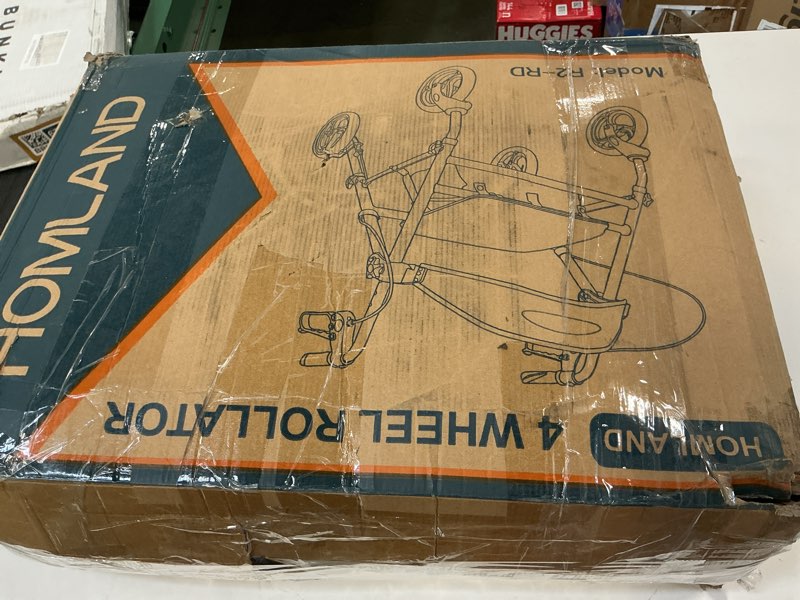 HOMLAND
HOMLAND
4 WHEEL ROLLATOR
Model: R2-RD
HUGGIES